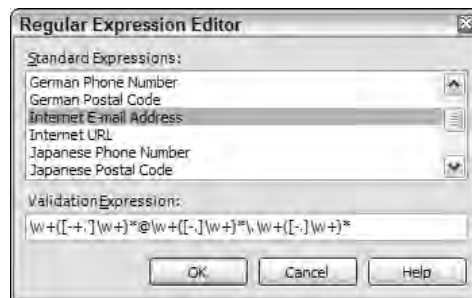 Regular Expression Editor
Standard Expressions:
German Phone Number
German Postal Code
Internet E-mail Address
Internet URL
Japanese Phone Number
Japanese Postal Code
Validation Expression:
\w+([-+.']\w+)*@\w+([-.]\w+)*\.\w+([-.]\w+)*
OK
Cancel
Help